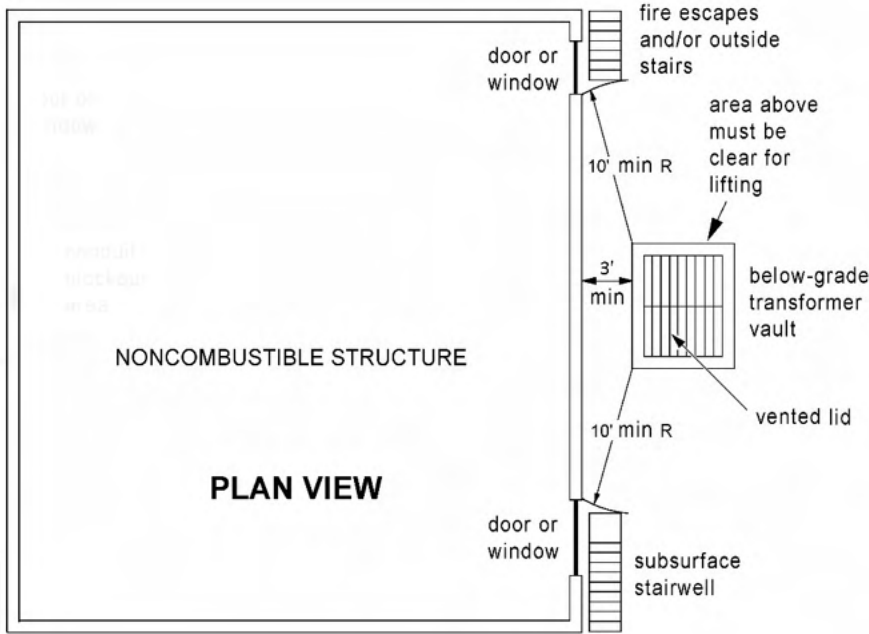 fire escapes
and/or outside
stairs
door or
window
area above
must be
clear for
lifting
10' min R
3'
min
below-grade
transformer
vault
NONCOMBUSTIBLE STRUCTURE
vented lid
10' min R
PLAN VIEW
door or
window
subsurface
stairwell